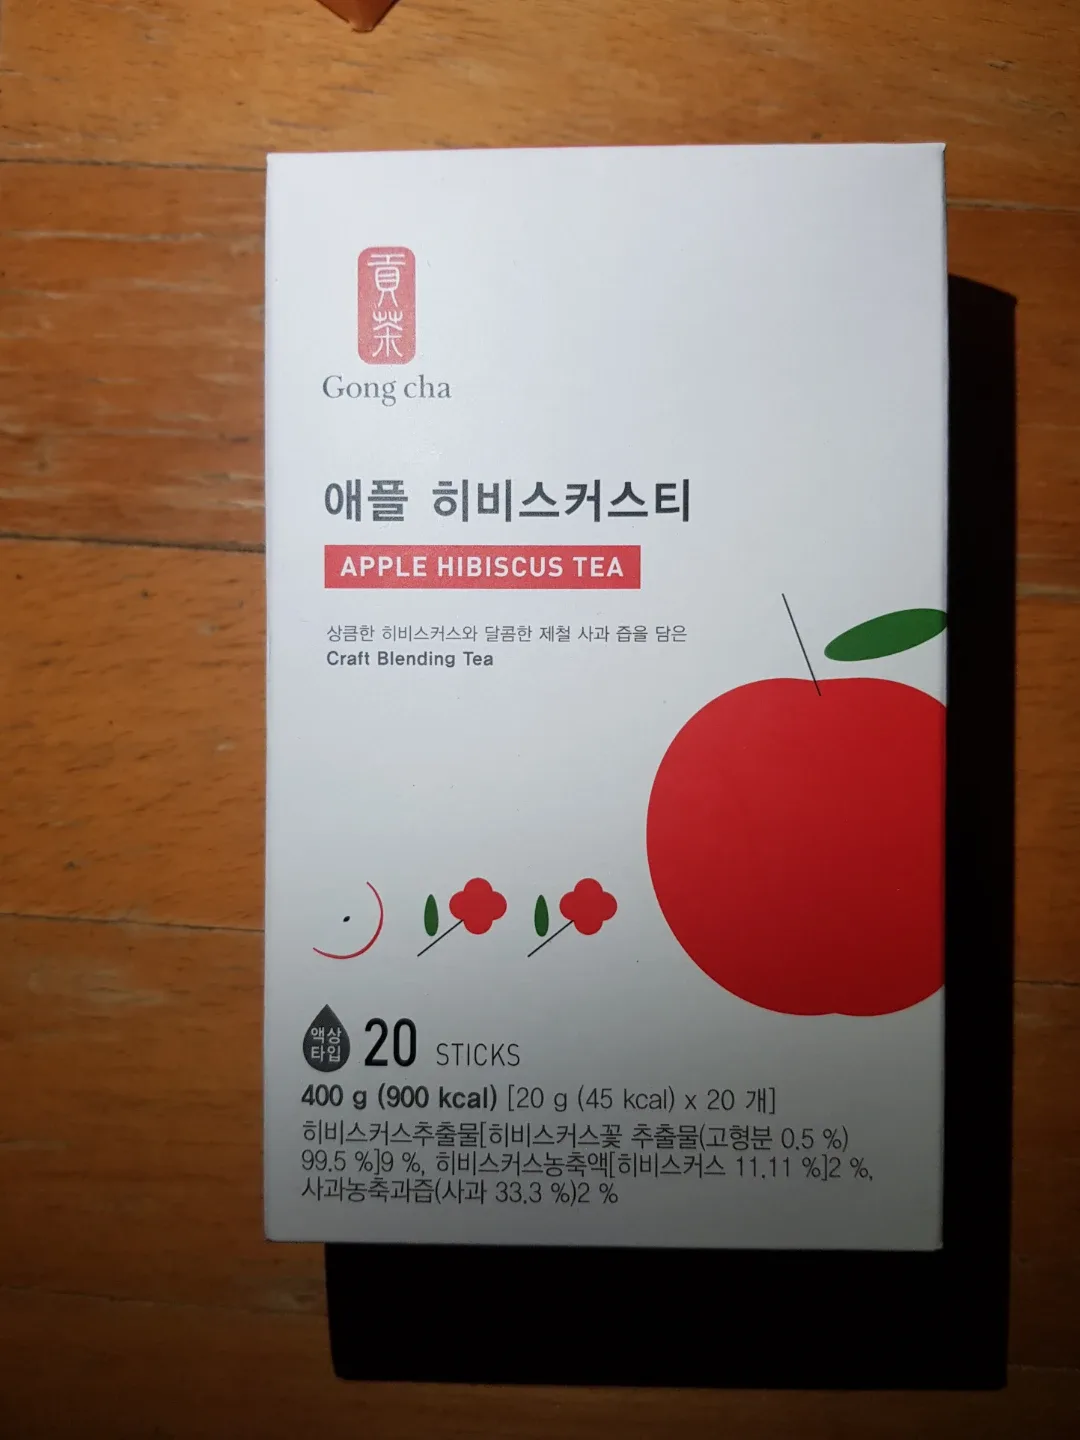 貢茶
Gong cha
애플 히비스커스티
APPLE HIBISCUS TEA
상큼한 히비스커스와 달콤한 제철 사과 즙을 담은
Craft Blending Tea
액상
타입
20 STICKS
400 g (900 kcal) [20 g (45 kcal) x 20 개]
히비스커스추출물[히비스커스꽃 추출물(고형분 0.5 %)
99.5 %]9 %, 히비스커스농축액[히비스커스 11.11 %]2 %,
사과농축과즙(사과 33.3 %)2 %